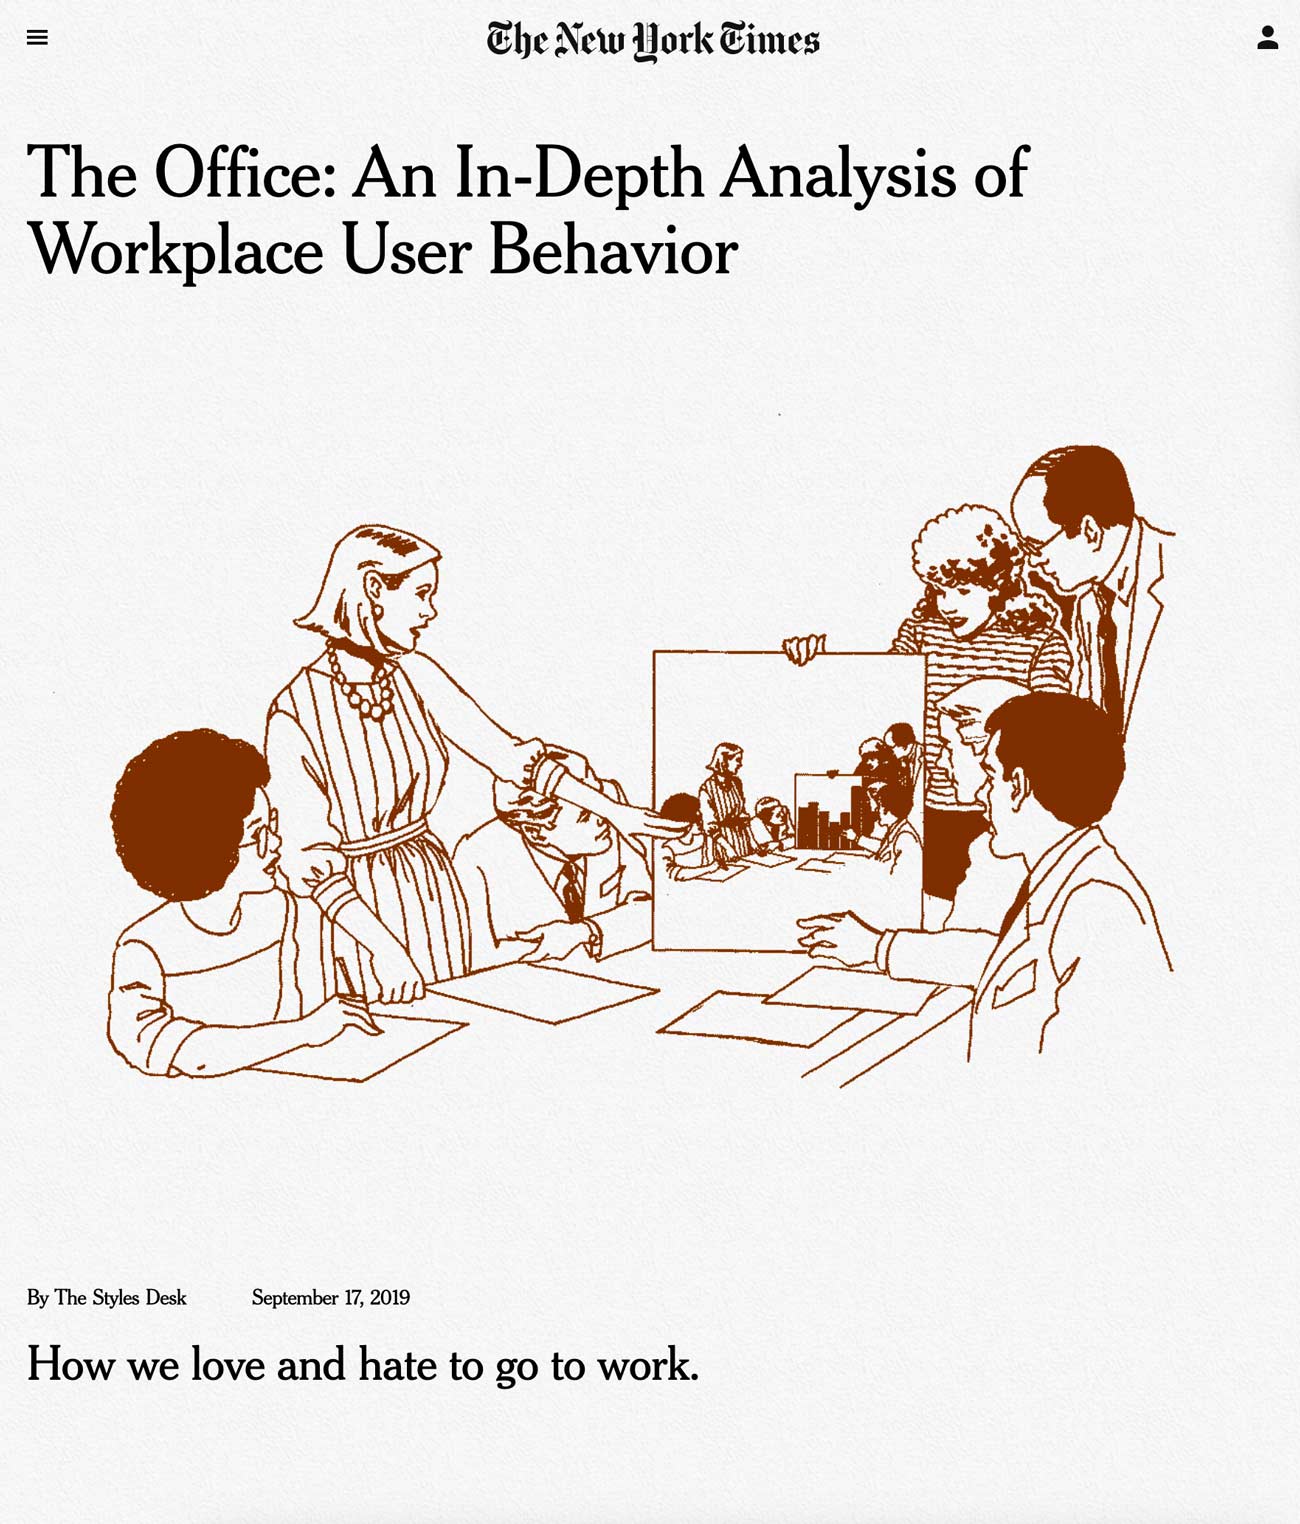 The New York Times
The Office: An In-Depth Analysis of
Workplace User Behavior
By The Styles Desk September 17, 2019
How we love and hate to go to work.